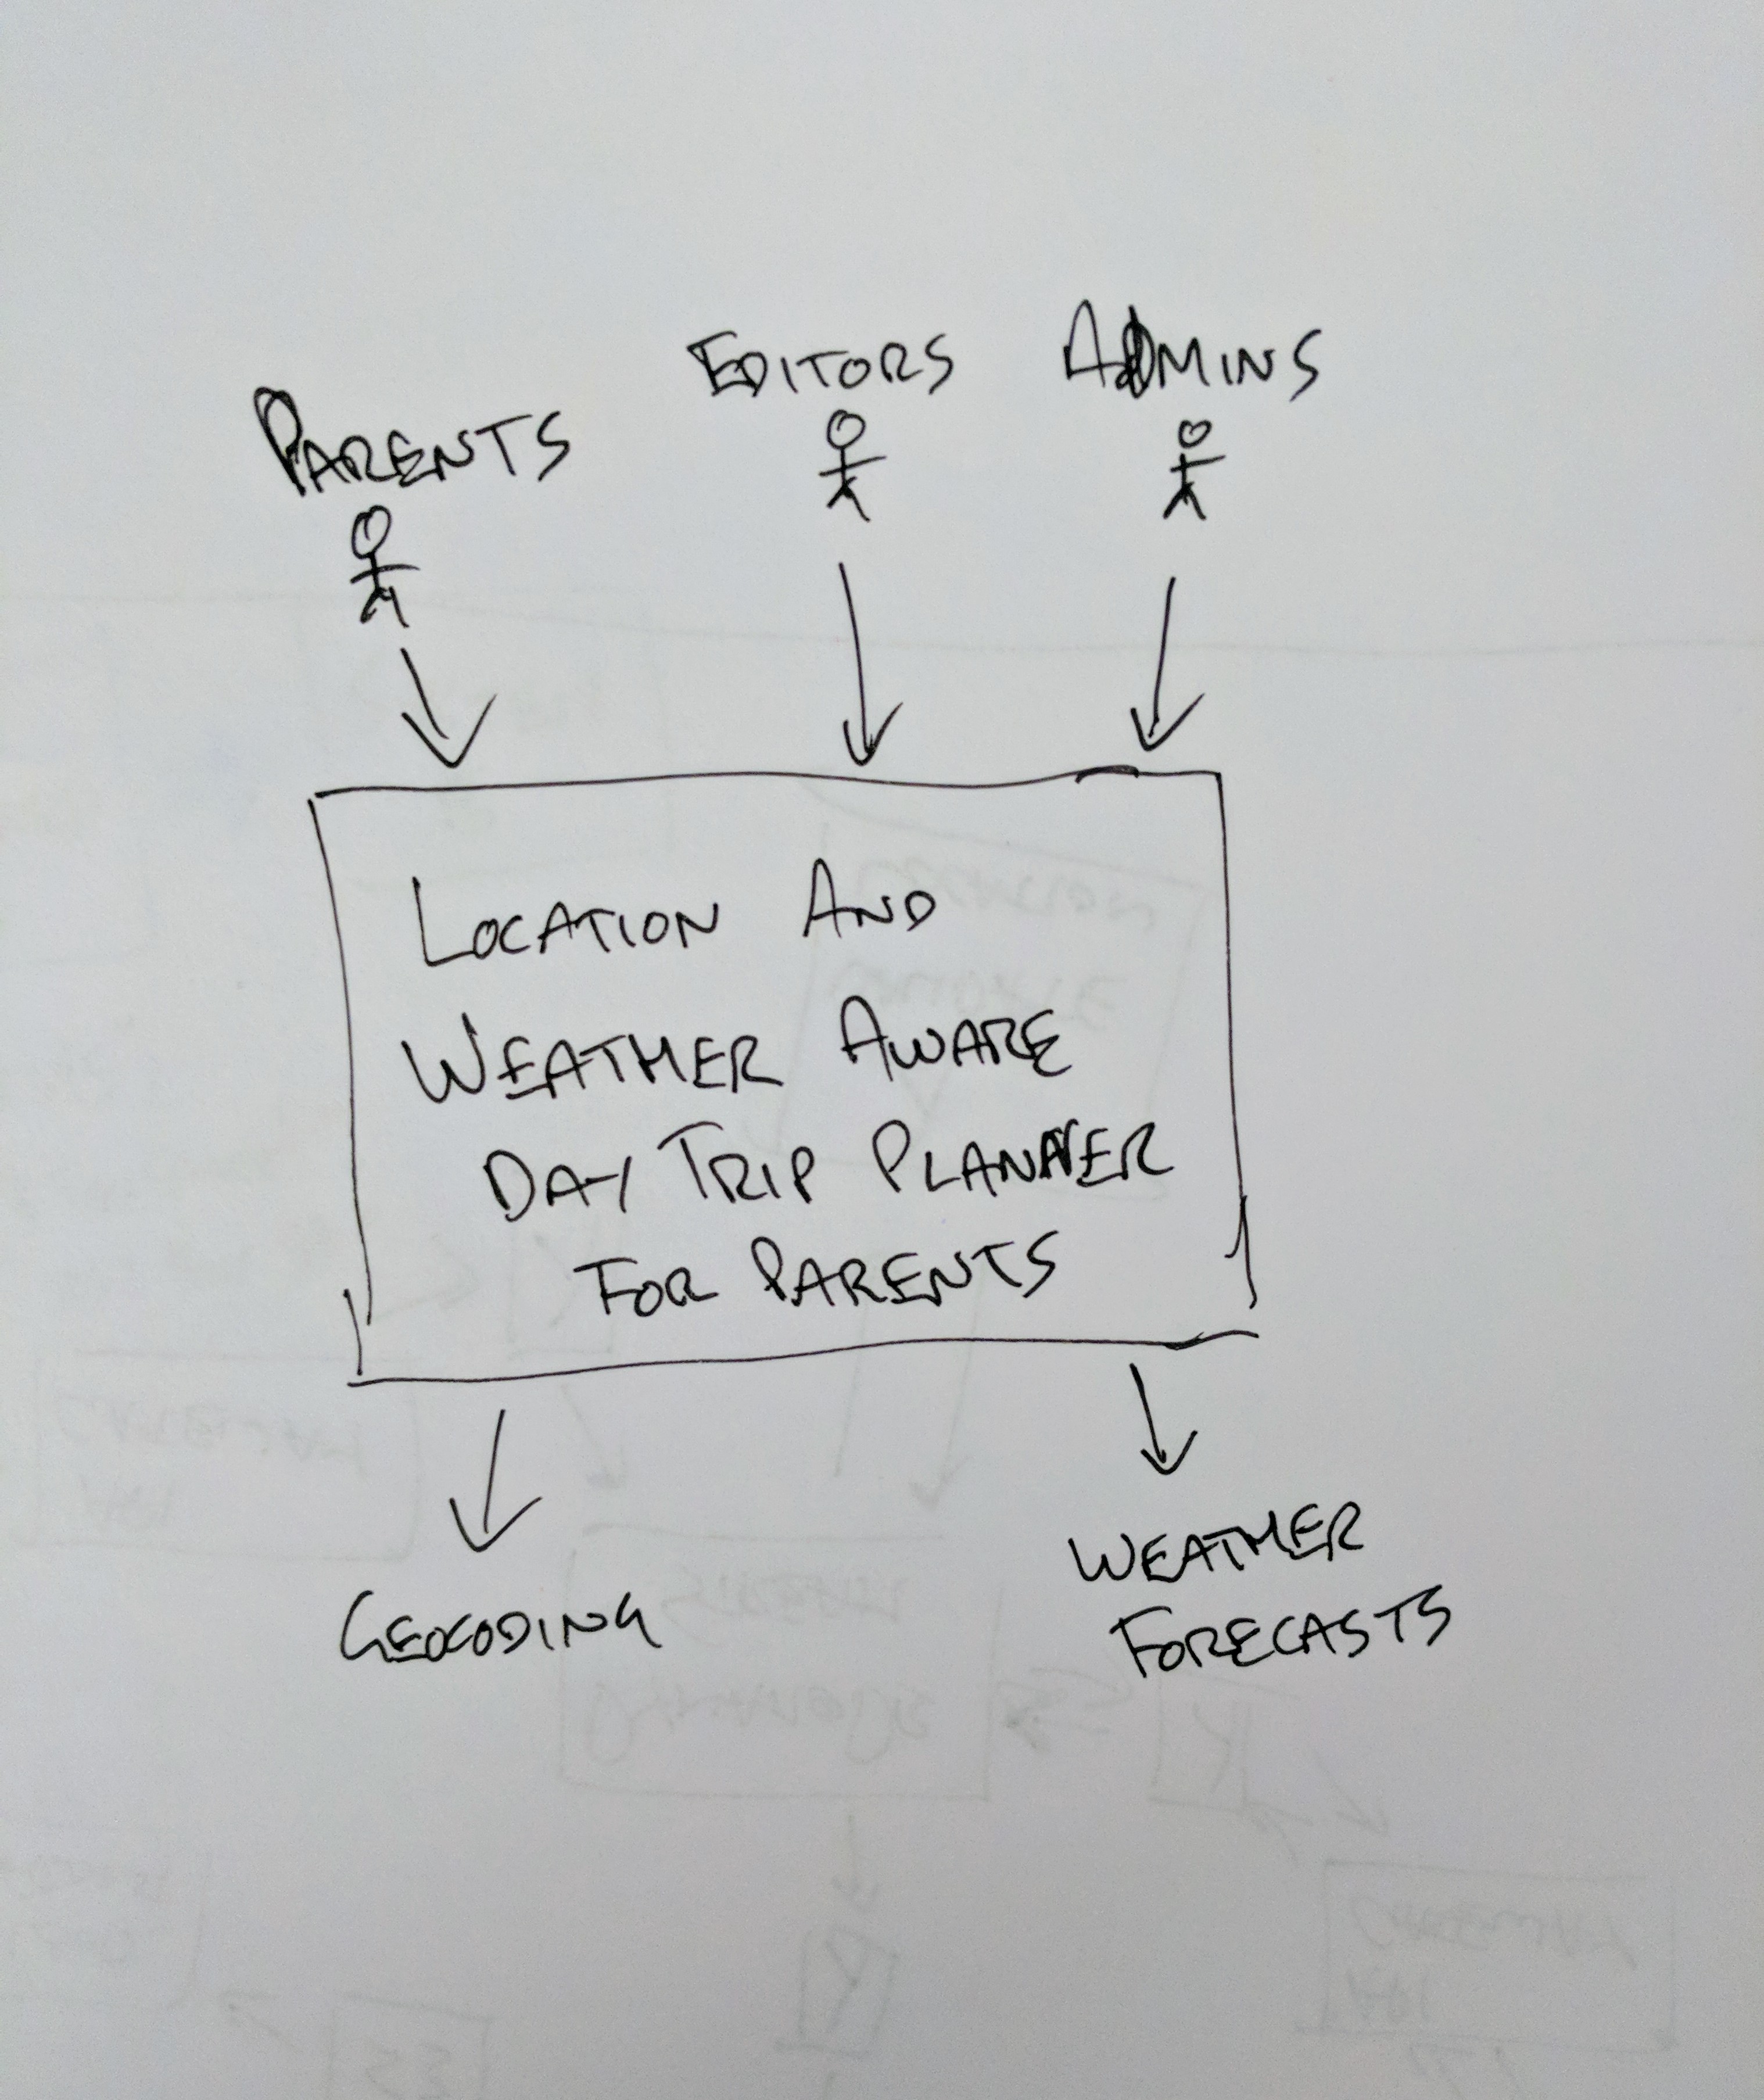 PARENTS
EDITORS
ADMINS
LOCATION AND
WEATHER AWARE
DAY TRIP PLANNER
FOR PARENTS
GEOCODING
WEATHER
FORECASTS